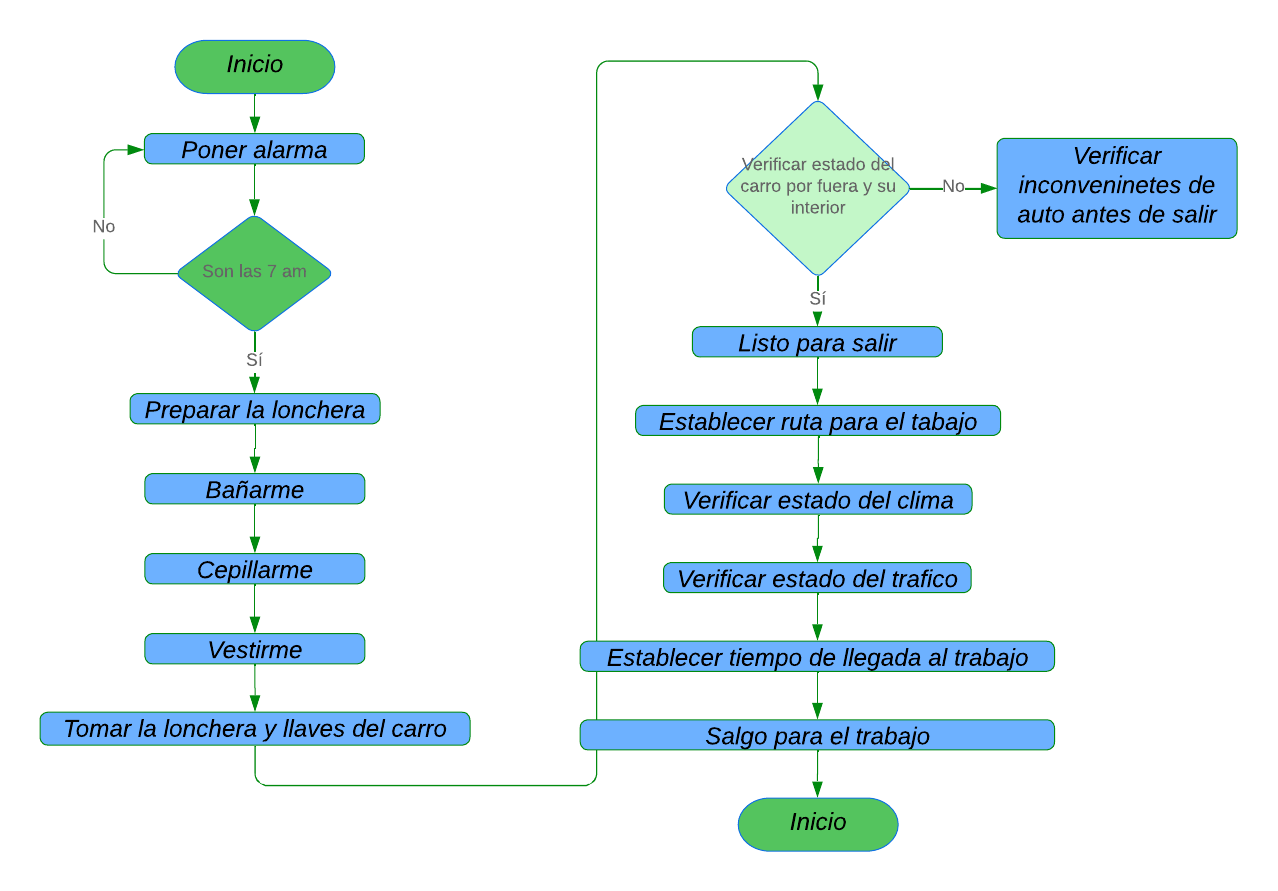 Inicio
Poner alarma
No
Son las 7 am
Sí
Preparar la lonchera
Bañarme
Cepillarme
Vestirme
Tomar la lonchera y llaves del carro
Verificar estado del
carro por fuera y su
interior
No
Verificar
inconveninetes de
auto antes de salir
Sí
Listo para salir
Establecer ruta para el tabajo
Verificar estado del clima
Verificar estado del trafico
Establecer tiempo de llegada al trabajo
Salgo para el trabajo
Inicio